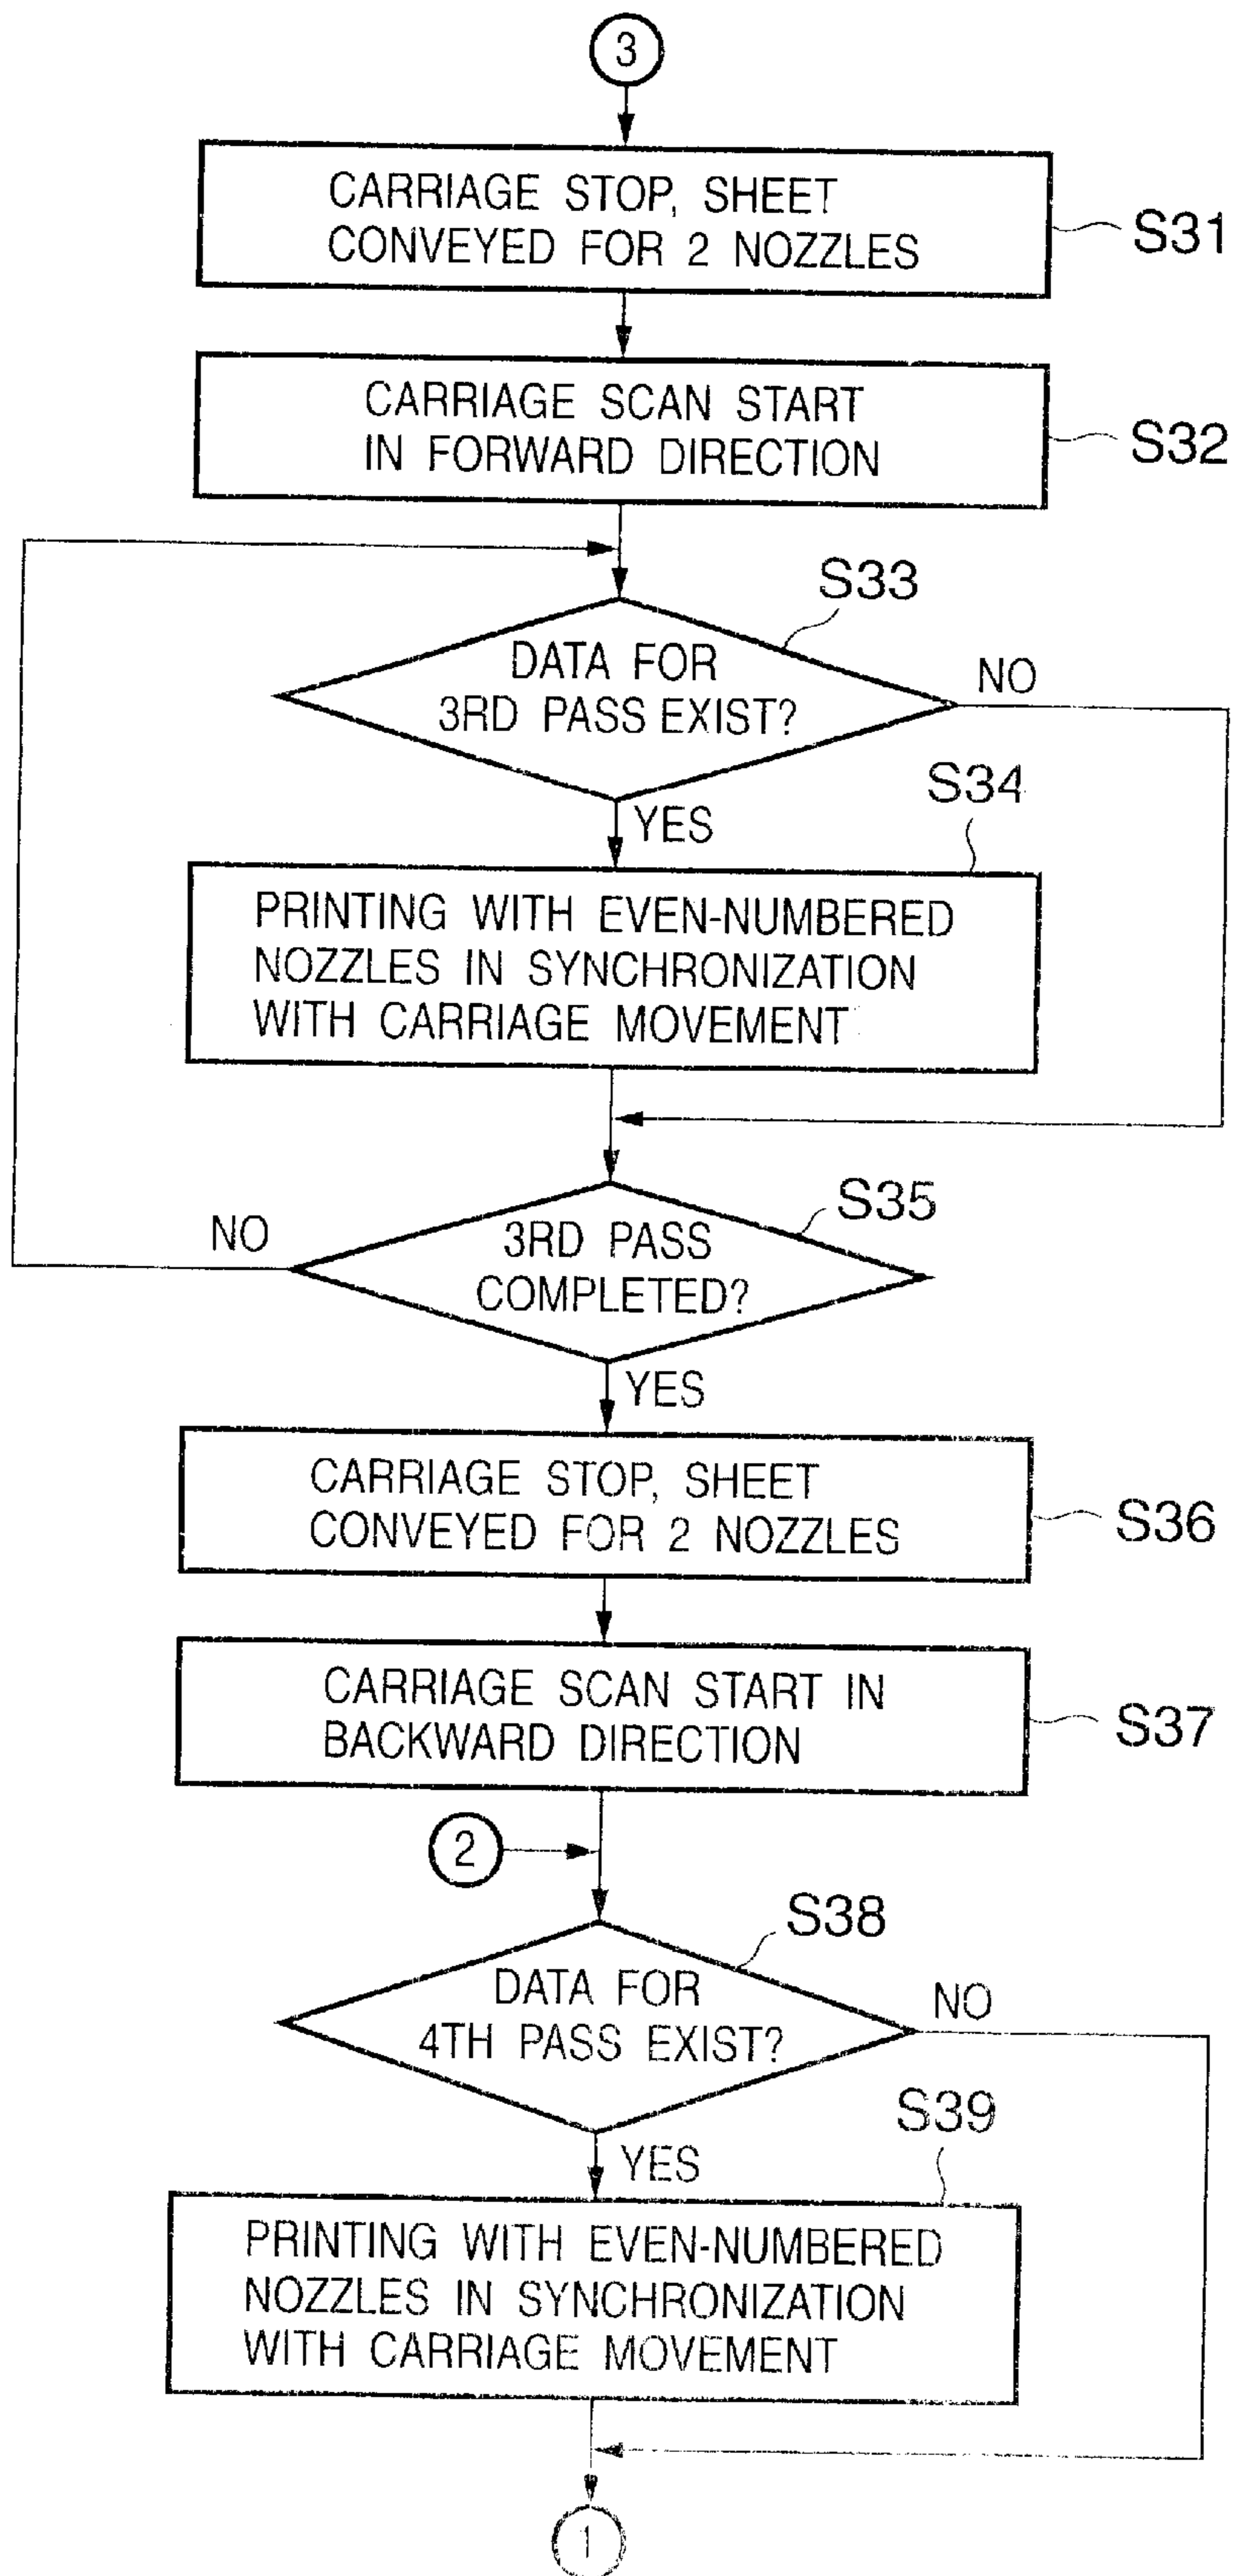 3
CARRIAGE STOP, SHEET
CONVEYED FOR 2 NOZZLES
S31
CARRIAGE SCAN START
IN FORWARD DIRECTION
S32
S33
DATA FOR
3RD PASS EXIST?
NO
YES
S34
PRINTING WITH EVEN-NUMBERED
NOZZLES IN SYNCHRONIZATION
WITH CARRIAGE MOVEMENT
S35
NO
3RD PASS
COMPLETED?
YES
CARRIAGE STOP, SHEET
CONVEYED FOR 2 NOZZLES
S36
CARRIAGE SCAN START IN
BACKWARD DIRECTION
S37
2
S38
DATA FOR
4TH PASS EXIST?
NO
YES
S39
PRINTING WITH EVEN-NUMBERED
NOZZLES IN SYNCHRONIZATION
WITH CARRIAGE MOVEMENT
1